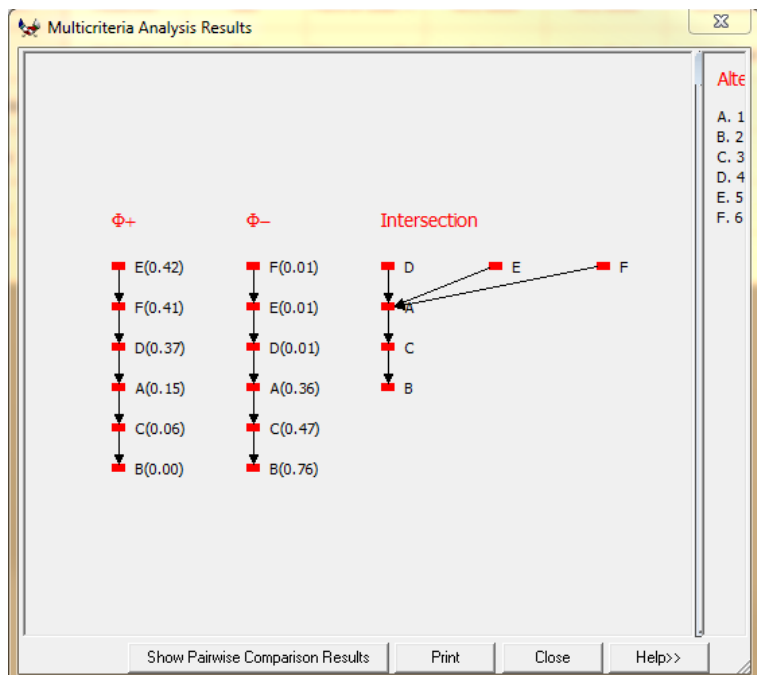 Multicriteria Analysis Results
Φ+ Φ− Intersection
E(0.42) F(0.01) D E F
F(0.41) E(0.01) A
D(0.37) D(0.01) C
A(0.15) A(0.36) B
C(0.06) C(0.47)
B(0.00) B(0.76)
Alte
A. 1
B. 2
C. 3
D. 4
E. 5
F. 6
Show Pairwise Comparison Results Print Close Help>>